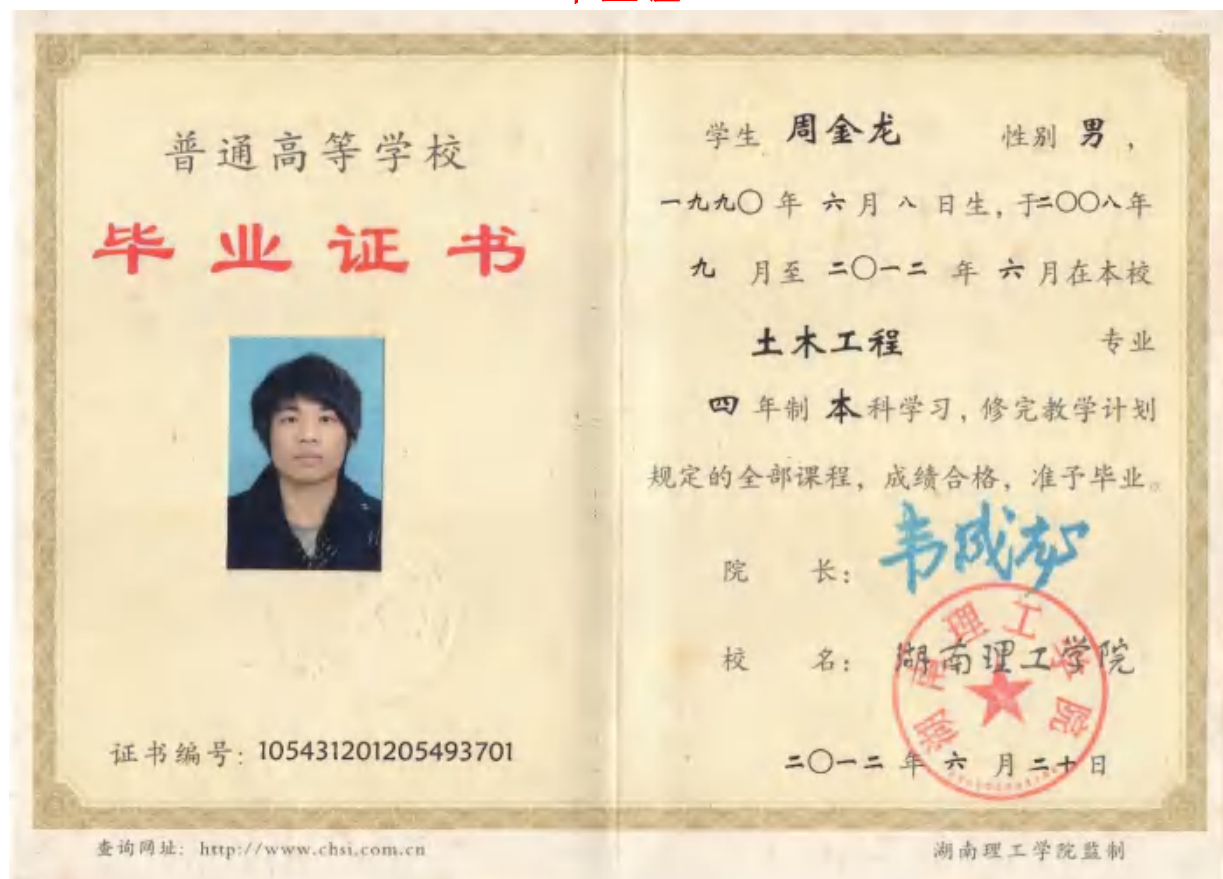 普通高等学校
毕业证书
证书编号：105431201205493701
查询网址：http://www.chsi.com.cn
学生 周金龙 性别 男，
一九九〇年 六月 八 日生，于二〇〇八年
九 月至 二〇一二 年 六 月在本校
土木工程 专业
四 年制 本科学习，修完教学计划
规定的全部课程，成绩合格，准予毕业。
院 长：
校 名：湖南理工学院
湖南理工学院
二〇一二 年 六 月 二十日
湖南理工学院监制